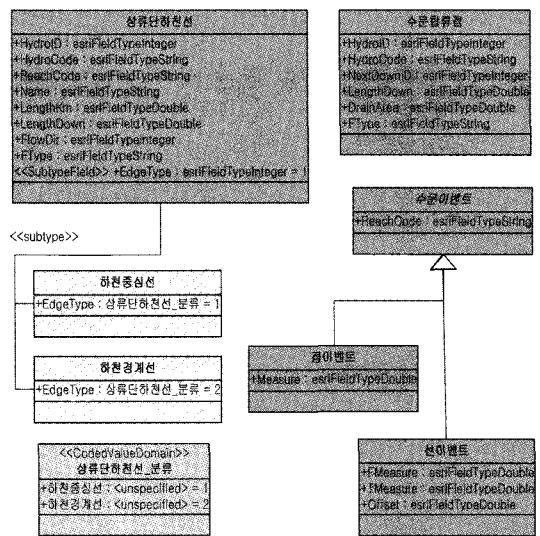 상류단하천선
+HydroID : esriFieldTypeInteger
+HydroCode : esriFieldTypeString
+ReachCode : esriFieldTypeString
+Name : esriFieldTypeString
+LengthKm : esriFieldTypeDouble
+LengthDown : esriFieldTypeDouble
+FlowDir : esriFieldTypeInteger
+FType : esriFieldTypeString
<<SubtypeField>> +EdgeType : esriFieldTypeInteger = 1
<<subtype>>
하천중심선
+EdgeType : 상류단하천선_분류 = 1
하천경계선
+EdgeType : 상류단하천선_분류 = 2
<<CodedValueDomain>>
상류단하천선_분류
+하천중심선 : <unspecified> = 1
+하천경계선 : <unspecified> = 2
수문합류점
+HydroID : esriFieldTypeInteger
+HydroCode : esriFieldTypeString
+NextDownID : esriFieldTypeInteger
+LengthDown : esriFieldTypeDouble
+DrainArea : esriFieldTypeDouble
+FType : esriFieldTypeString
수문이벤트
+ReachCode : esriFieldTypeString
점이벤트
+Measure : esriFieldTypeDouble
선이벤트
+FMeasure : esriFieldTypeDouble
+TMeasure : esriFieldTypeDouble
+Offset : esriFieldTypeDouble